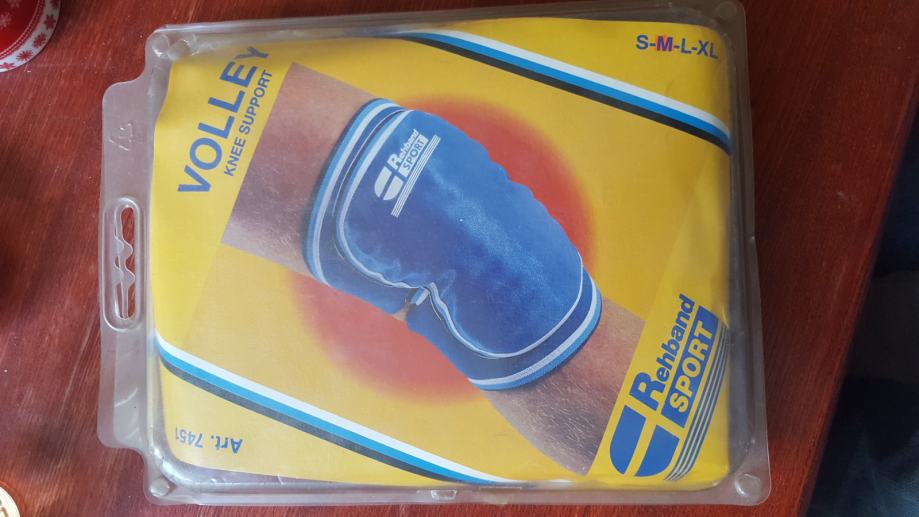 VOLLEY
KNEE SUPPORT
S-M-L-XL
Rehband
SPORT
Rehband
SPORT
Art. 7451